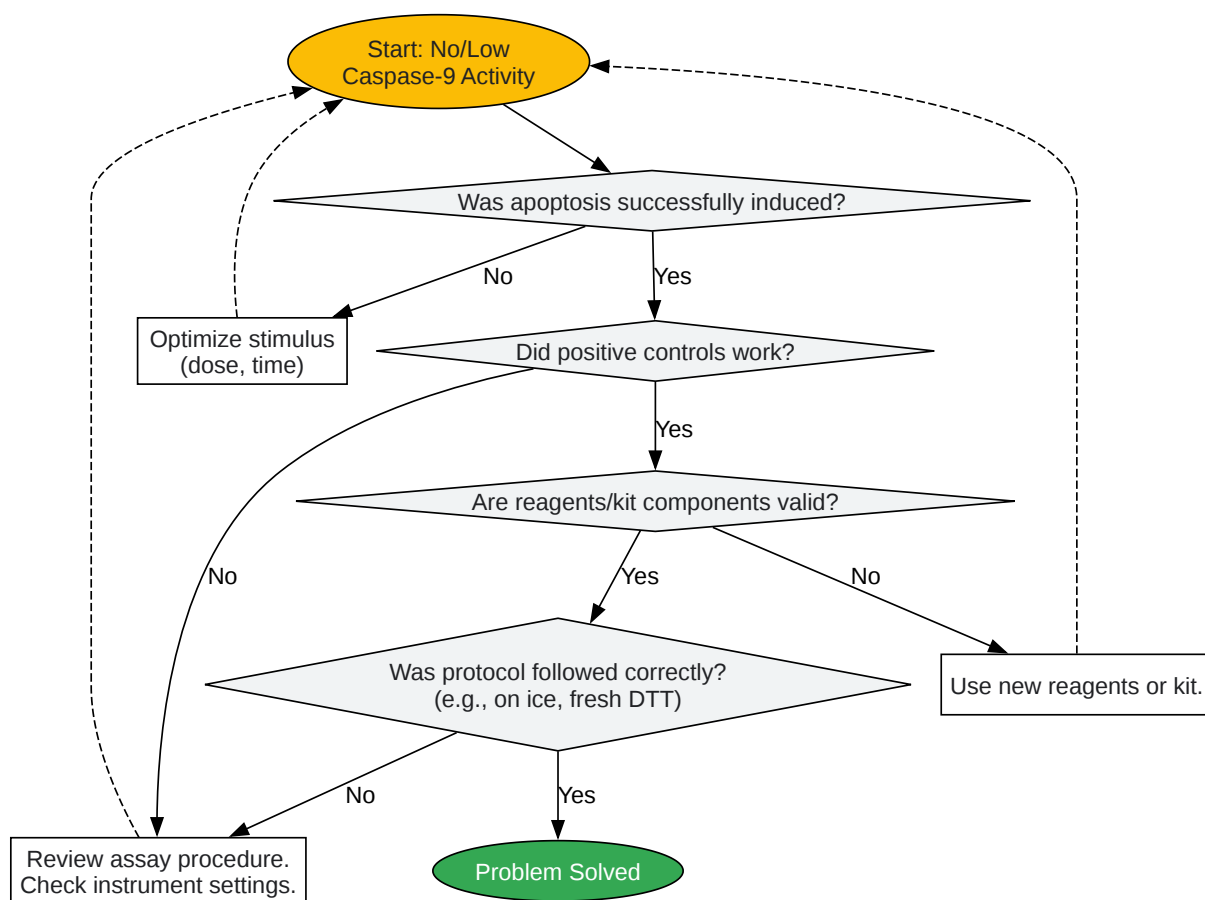 Start: No/Low
Caspase-9 Activity
Was apoptosis successfully induced?
No
Yes
Optimize stimulus
(dose, time)
Did positive controls work?
Yes
Are reagents/kit components valid?
No
Yes
No
Was protocol followed correctly?
(e.g., on ice, fresh DTT)
Use new reagents or kit.
No
Yes
Review assay procedure.
Check instrument settings.
Problem Solved